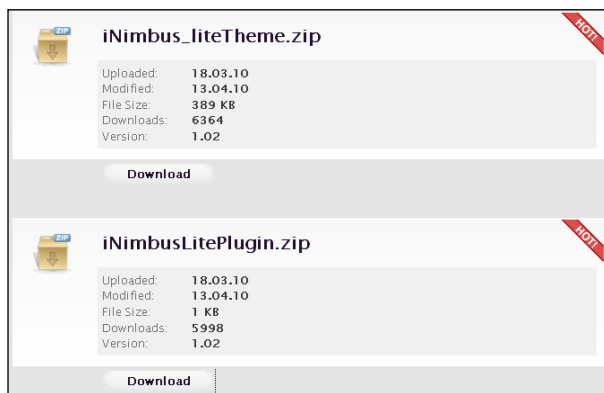 ZIP
iNimbus_liteTheme.zip
HOT!
Uploaded: 18.03.10
Modified: 13.04.10
File Size: 389 KB
Downloads: 6364
Version: 1.02
Download
ZIP
iNimbusLitePlugin.zip
HOT!
Uploaded: 18.03.10
Modified: 13.04.10
File Size: 1 KB
Downloads: 5998
Version: 1.02
Download